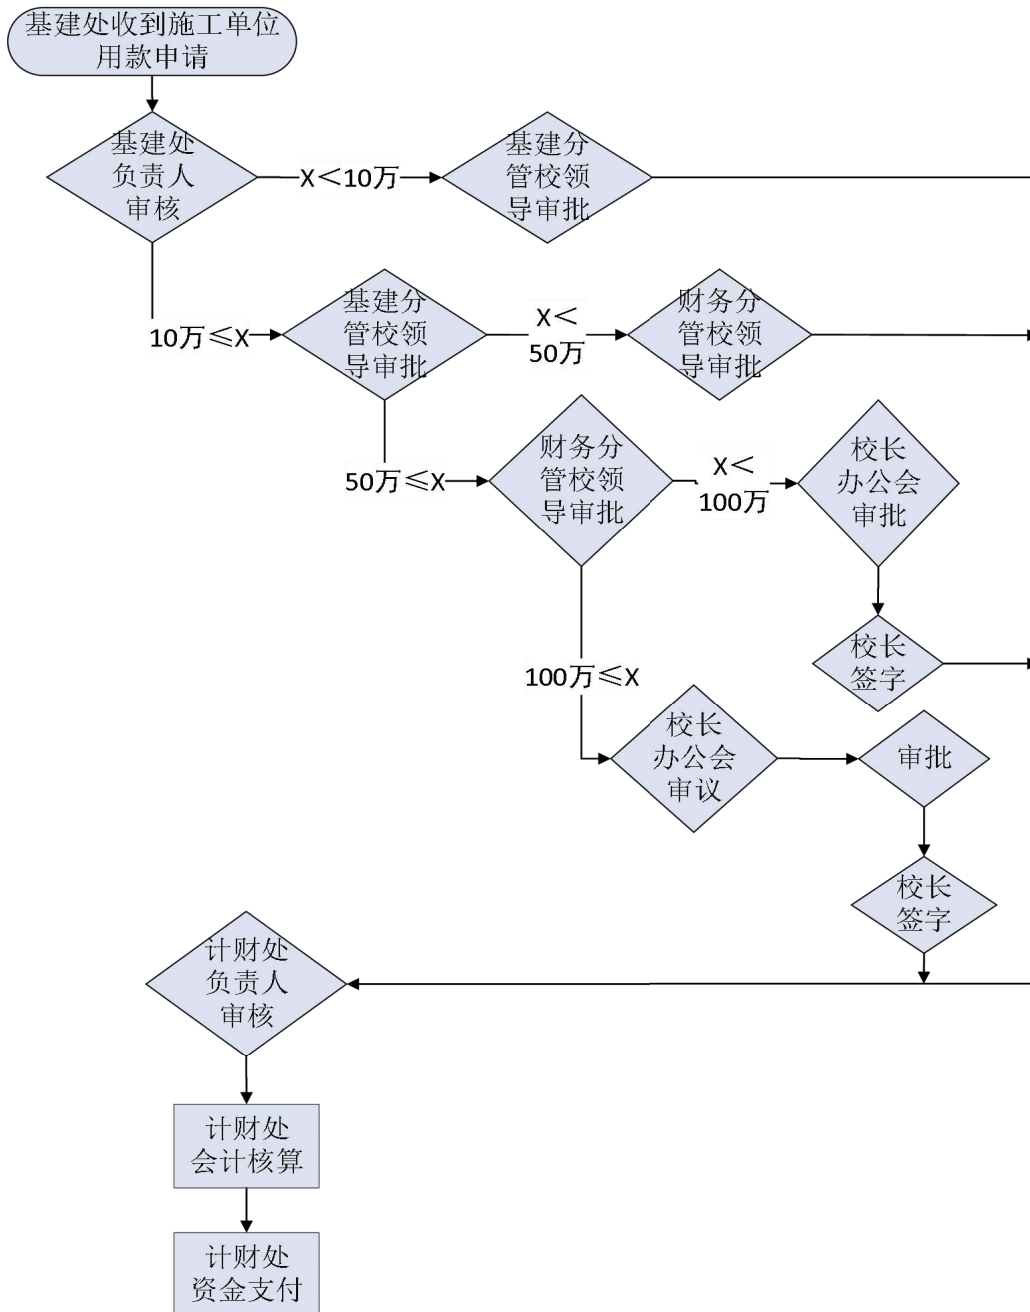 基建处收到施工单位
用款申请
基建处
负责人
审核
X＜10万
基建分
管校领
导审批
10万≤X
基建分
管校领
导审批
X＜
50万
财务分
管校领
导审批
50万≤X
财务分
管校领
导审批
X＜
100万
校长
办公会
审批
校长
签字
100万≤X
校长
办公会
审议
审批
校长
签字
计财处
负责人
审核
计财处
会计核算
计财处
资金支付